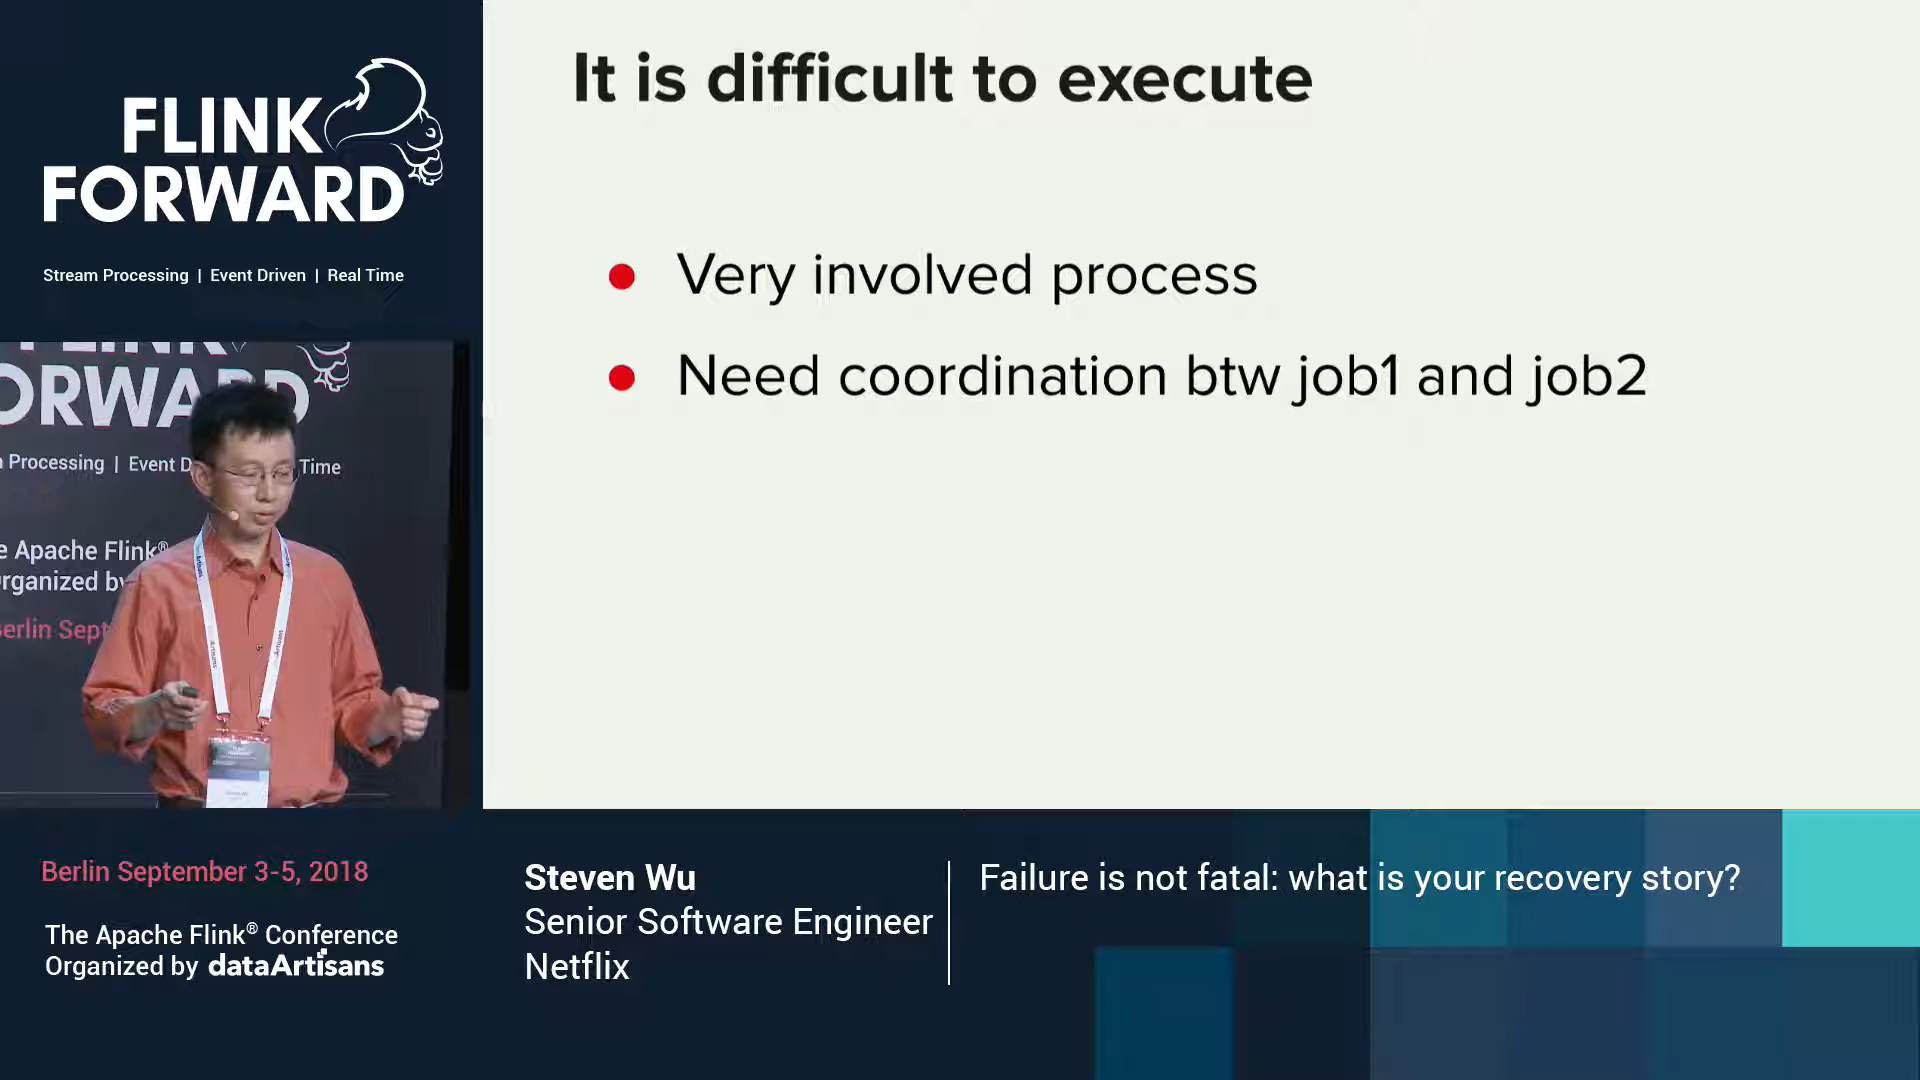 FLINK
FORWARD
Stream Processing | Event Driven | Real Time
It is difficult to execute
Very involved process
Need coordination btw job1 and job2
FLINK
ORWARD
Processing | Event D
Time
e Apache Flink®
rganized by
erlin Sept
Berlin September 3-5, 2018
The Apache Flink® Conference
Organized by dataArtisans
Steven Wu
Senior Software Engineer
Netflix
Failure is not fatal: what is your recovery story?